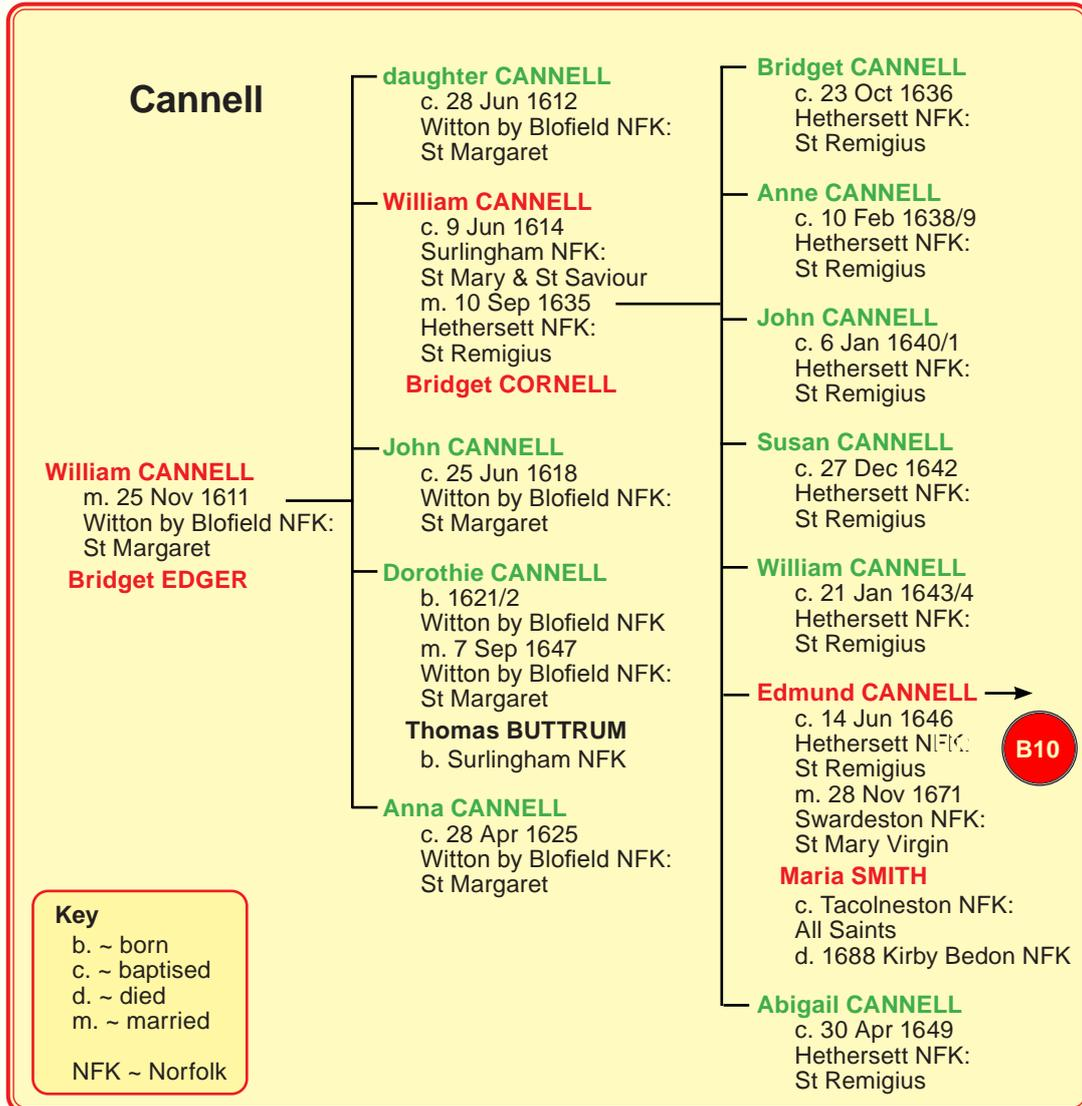 Cannell
William CANNELL
m. 25 Nov 1611
Witton by Blofield NFK:
St Margaret
Bridget EDGER
daughter CANNELL
c. 28 Jun 1612
Witton by Blofield NFK:
St Margaret
William CANNELL
c. 9 Jun 1614
Surlingham NFK:
St Mary & St Saviour
m. 10 Sep 1635
Hethersett NFK:
St Remigius
Bridget CORNELL
John CANNELL
c. 25 Jun 1618
Witton by Blofield NFK:
St Margaret
Dorothie CANNELL
b. 1621/2
Witton by Blofield NFK
m. 7 Sep 1647
Witton by Blofield NFK:
St Margaret
Thomas BUTTRUM
b. Surlingham NFK
Anna CANNELL
c. 28 Apr 1625
Witton by Blofield NFK:
St Margaret
Bridget CANNELL
c. 23 Oct 1636
Hethersett NFK:
St Remigius
Anne CANNELL
c. 10 Feb 1638/9
Hethersett NFK:
St Remigius
John CANNELL
c. 6 Jan 1640/1
Hethersett NFK:
St Remigius
Susan CANNELL
c. 27 Dec 1642
Hethersett NFK:
St Remigius
William CANNELL
c. 21 Jan 1643/4
Hethersett NFK:
St Remigius
Edmund CANNELL
c. 14 Jun 1646
Hethersett NFK:
St Remigius
m. 28 Nov 1671
Swardeston NFK:
St Mary Virgin
Maria SMITH
c. Tacolneston NFK:
All Saints
d. 1688 Kirby Bedon NFK
B10
Abigail CANNELL
c. 30 Apr 1649
Hethersett NFK:
St Remigius
Key
b. ~ born
c. ~ baptised
d. ~ died
m. ~ married
NFK ~ Norfolk